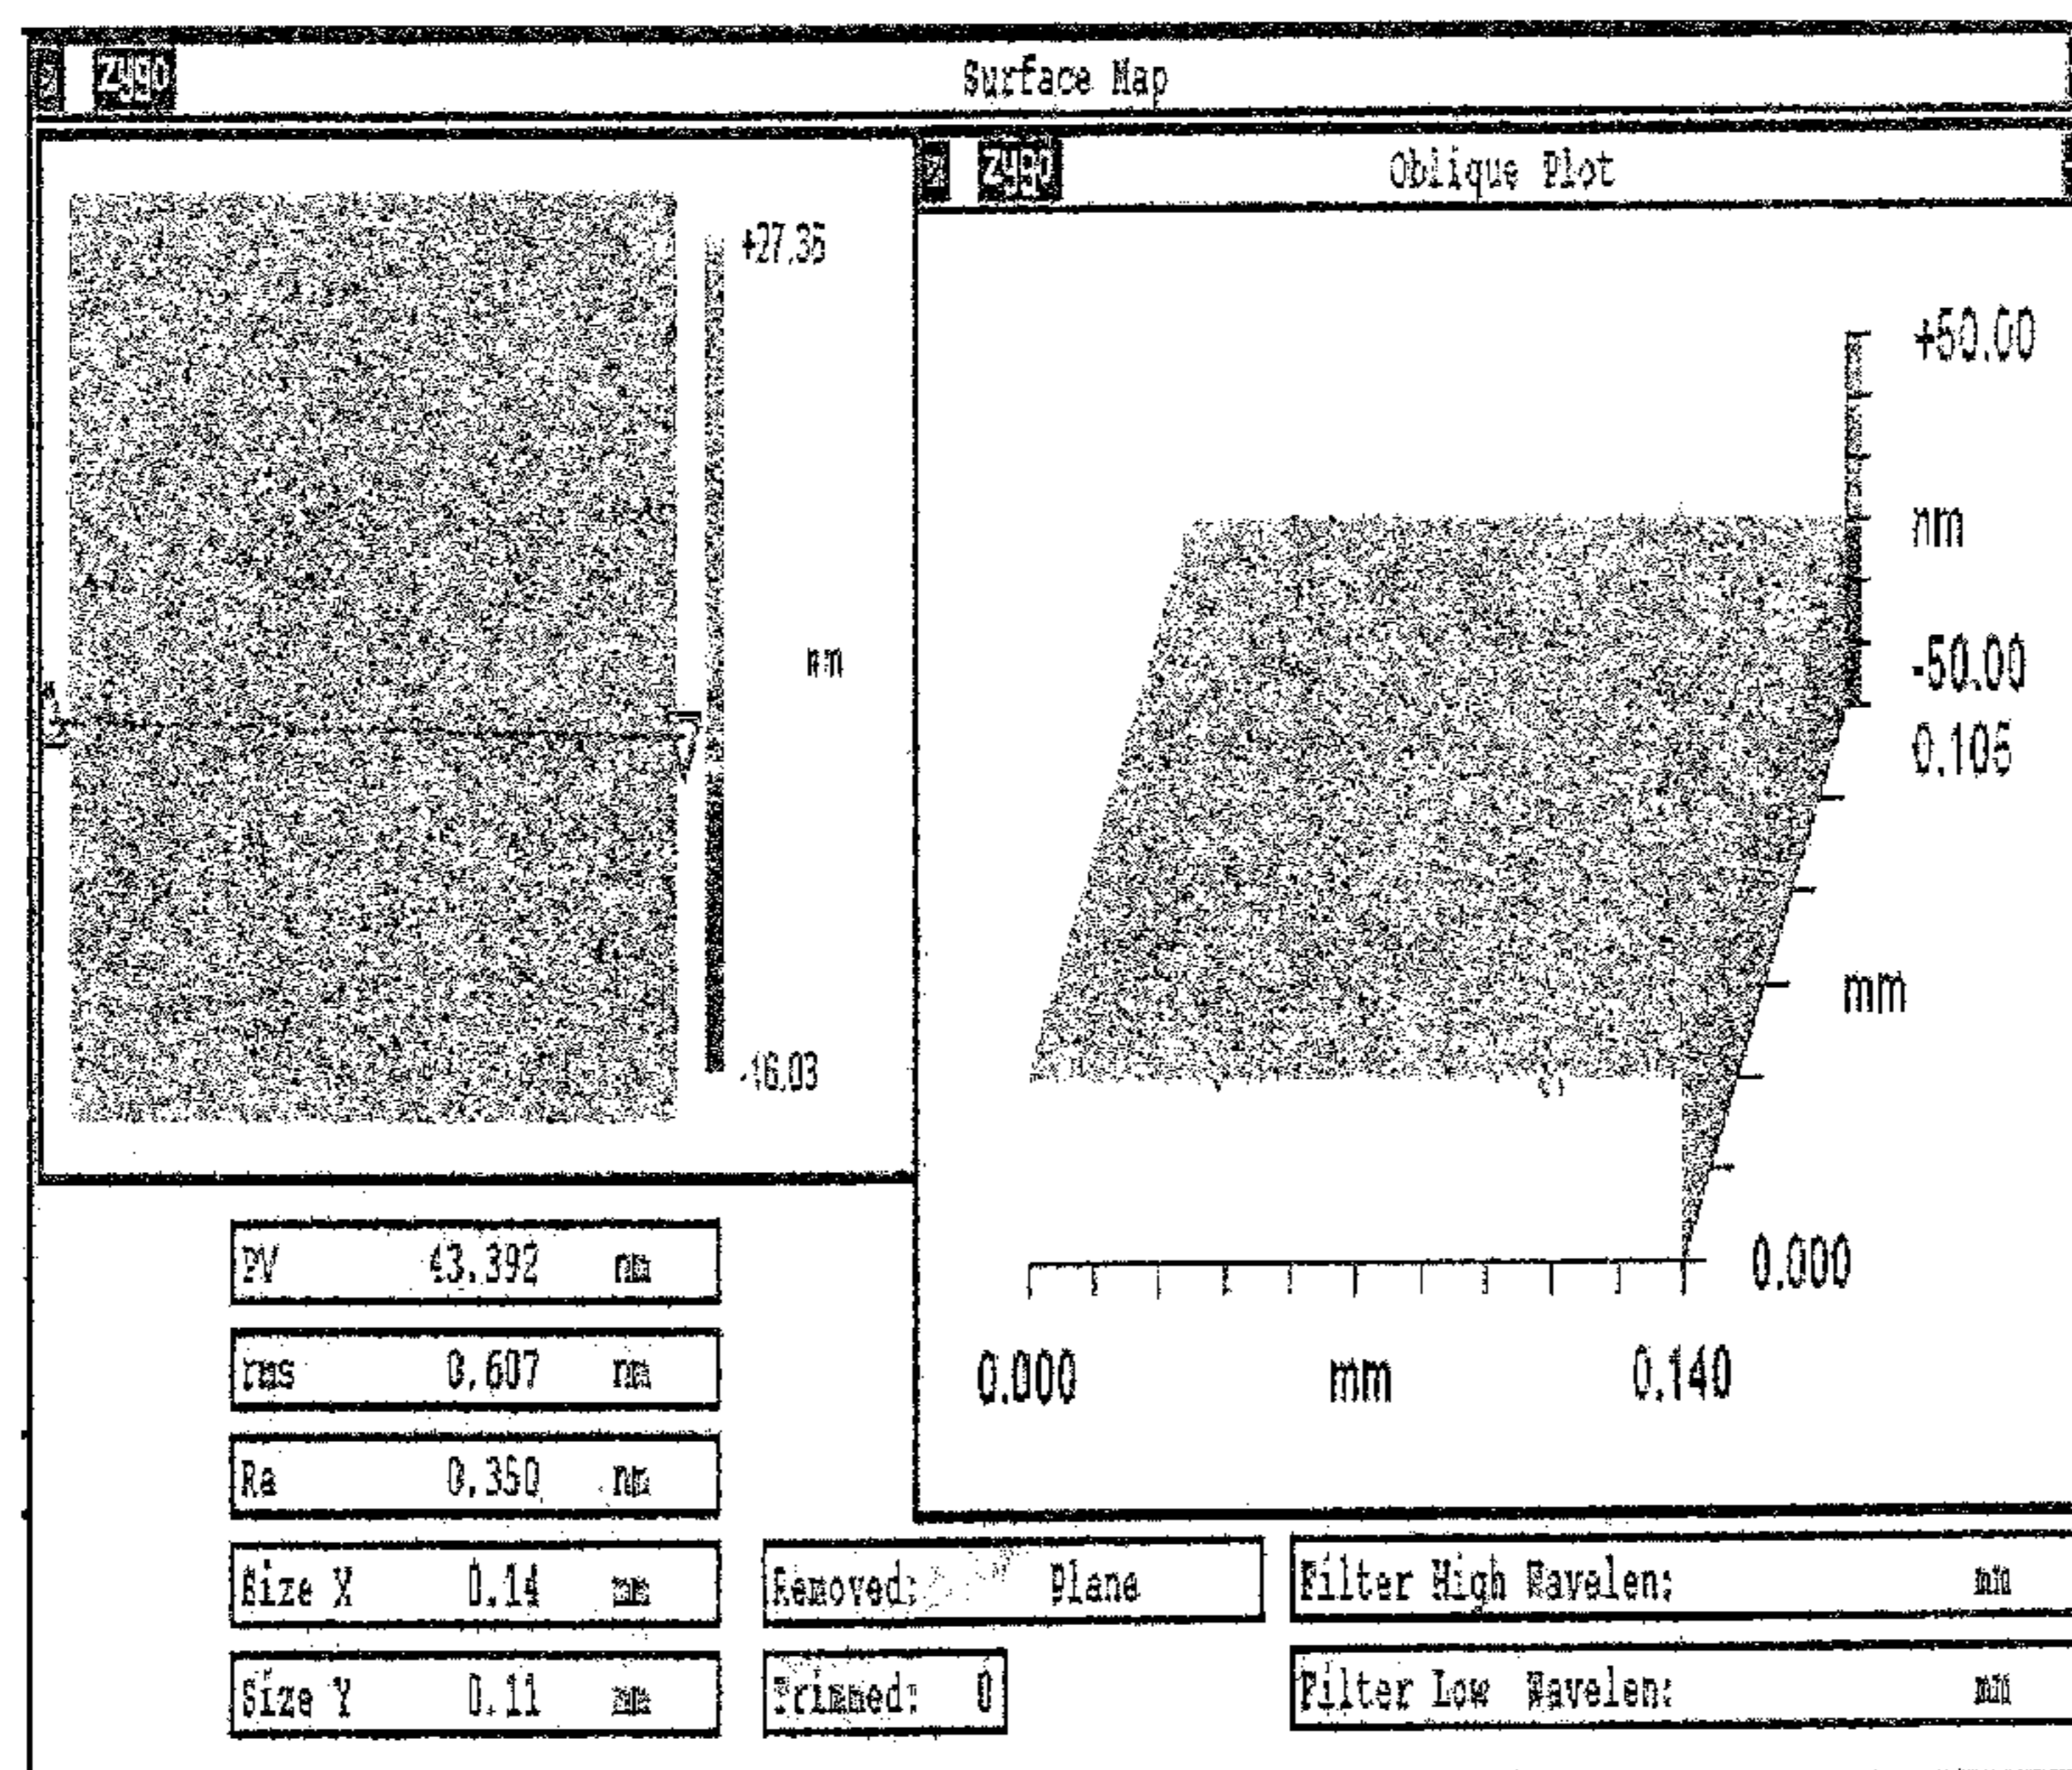 Zygo
Surface Map
+27.36
nm
-16.03
Zygo
Oblique Plot
+50.00
nm
-50.00
0.105
mm
0.000
0.000 mm 0.140
PV 43.392 nm
rms 0.607 nm
Ra 0.350 nm
Size X 0.14 mm
Size Y 0.11 mm
Removed: Plane
Trimmed: 0
Filter High Wavelen: mm
Filter Low Wavelen: mm